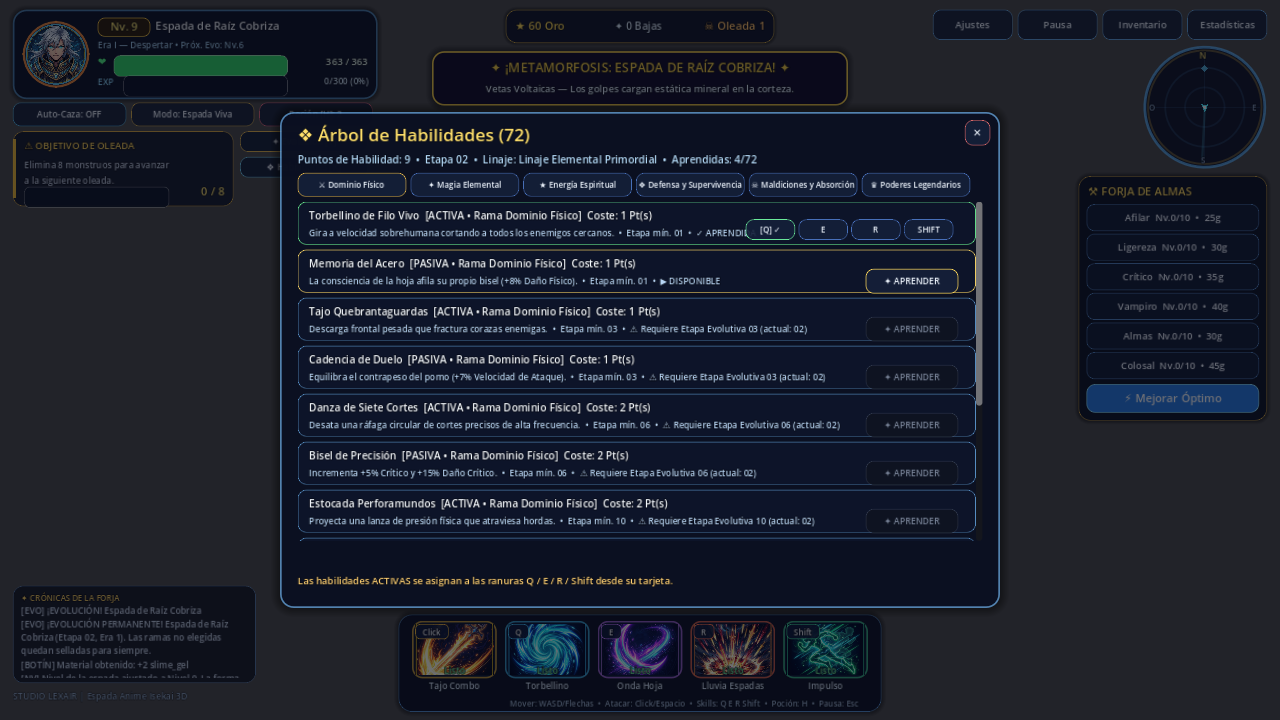 Nv. 9 Espada de Raíz Cobriza
Era I — Despertar • Próx. Evo: Nv.6
❤ 363 / 363
EXP 0/300 (0%)
★ 60 Oro ✦ 0 Bajas ☠ Oleada 1
Ajustes Pausa Inventario Estadísticas
✦ ¡METAMORFOSIS: ESPADA DE RAÍZ COBRIZA! ✦
Vetas Voltaicas — Los golpes cargan estática mineral en la corteza.
Auto-Caza: OFF Modo: Espada Viva
⚠ OBJETIVO DE OLEADA
Elimina 8 monstruos para avanzar
a la siguiente oleada.
0 / 8
N
O E
S
❖ Árbol de Habilidades (72) ×
Puntos de Habilidad: 9 • Etapa 02 • Linaje: Linaje Elemental Primordial • Aprendidas: 4/72
⚔ Dominio Físico ✦ Magia Elemental ★ Energía Espiritual ❖ Defensa y Supervivencia ☠ Maldiciones y Absorción ♛ Poderes Legendarios
Torbellino de Filo Vivo [ACTIVA • Rama Dominio Físico] Coste: 1 Pt(s)
Gira a velocidad sobrehumana cortando a todos los enemigos cercanos. • Etapa mín. 01 • ✓ APRENDI
[Q] ✓ E R SHIFT
Memoria del Acero [PASIVA • Rama Dominio Físico] Coste: 1 Pt(s)
La consciencia de la hoja afila su propio bisel (+8% Daño Físico). • Etapa mín. 01 • ▶ DISPONIBLE
✦ APRENDER
Tajo Quebrantaguardas [ACTIVA • Rama Dominio Físico] Coste: 1 Pt(s)
Descarga frontal pesada que fractura corazas enemigas. • Etapa mín. 03 • ⚠ Requiere Etapa Evolutiva 03 (actual: 02)
✦ APRENDER
Cadencia de Duelo [PASIVA • Rama Dominio Físico] Coste: 1 Pt(s)
Equilibra el contrapeso del pomo (+7% Velocidad de Ataque). • Etapa mín. 03 • ⚠ Requiere Etapa Evolutiva 03 (actual: 02)
✦ APRENDER
Danza de Siete Cortes [ACTIVA • Rama Dominio Físico] Coste: 2 Pt(s)
Desata una ráfaga circular de cortes precisos de alta frecuencia. • Etapa mín. 06 • ⚠ Requiere Etapa Evolutiva 06 (actual: 02)
✦ APRENDER
Bisel de Precisión [PASIVA • Rama Dominio Físico] Coste: 2 Pt(s)
Incrementa +5% Crítico y +15% Daño Crítico. • Etapa mín. 06 • ⚠ Requiere Etapa Evolutiva 06 (actual: 02)
✦ APRENDER
Estocada Perforamundos [ACTIVA • Rama Dominio Físico] Coste: 2 Pt(s)
Proyecta una lanza de presión física que atraviesa hordas. • Etapa mín. 10 • ⚠ Requiere Etapa Evolutiva 10 (actual: 02)
✦ APRENDER
Las habilidades ACTIVAS se asignan a las ranuras Q / E / R / Shift desde su tarjeta.
⚒ FORJA DE ALMAS
Afilar Nv.0/10 • 25g
Ligereza Nv.0/10 • 30g
Crítico Nv.0/10 • 35g
Vampiro Nv.0/10 • 40g
Almas Nv.0/10 • 30g
Colosal Nv.0/10 • 45g
⚡ Mejorar Óptimo
✦ CRÓNICAS DE LA FORJA
[EVO] ¡EVOLUCIÓN! Espada de Raíz Cobriza
[EVO] ¡EVOLUCIÓN PERMANENTE! Espada de Raíz
Cobriza (Etapa 02, Era 1). Las ramas no elegidas
quedan selladas para siempre.
[BOTÍN] Material obtenido: +2 slime_gel
STUDIO LEXAIR | Espada Anime Isekai 3D
Click Q E R Shift
Tajo Combo Torbellino Onda Hoja Lluvia Espadas Impulso
Mover: WASD/Flechas • Atacar: Click/Espacio • Skills: Q E R Shift • Poción: H • Pausa: Esc